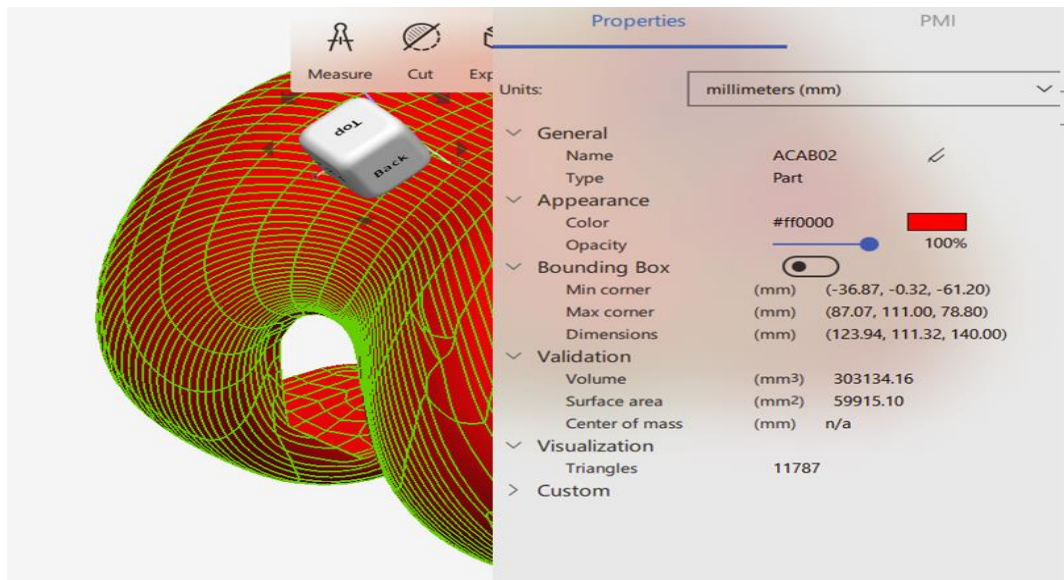 Properties PMI
Measure Cut Exp
Units: millimeters (mm)
General
Name ACAB02
Type Part
Appearance
Color #ff0000
Opacity 100%
Bounding Box
Min corner (mm) (-36.87, -0.32, -61.20)
Max corner (mm) (87.07, 111.00, 78.80)
Dimensions (mm) (123.94, 111.32, 140.00)
Validation
Volume (mm3) 303134.16
Surface area (mm2) 59915.10
Center of mass (mm) n/a
Visualization
Triangles 11787
Custom
Top
Back